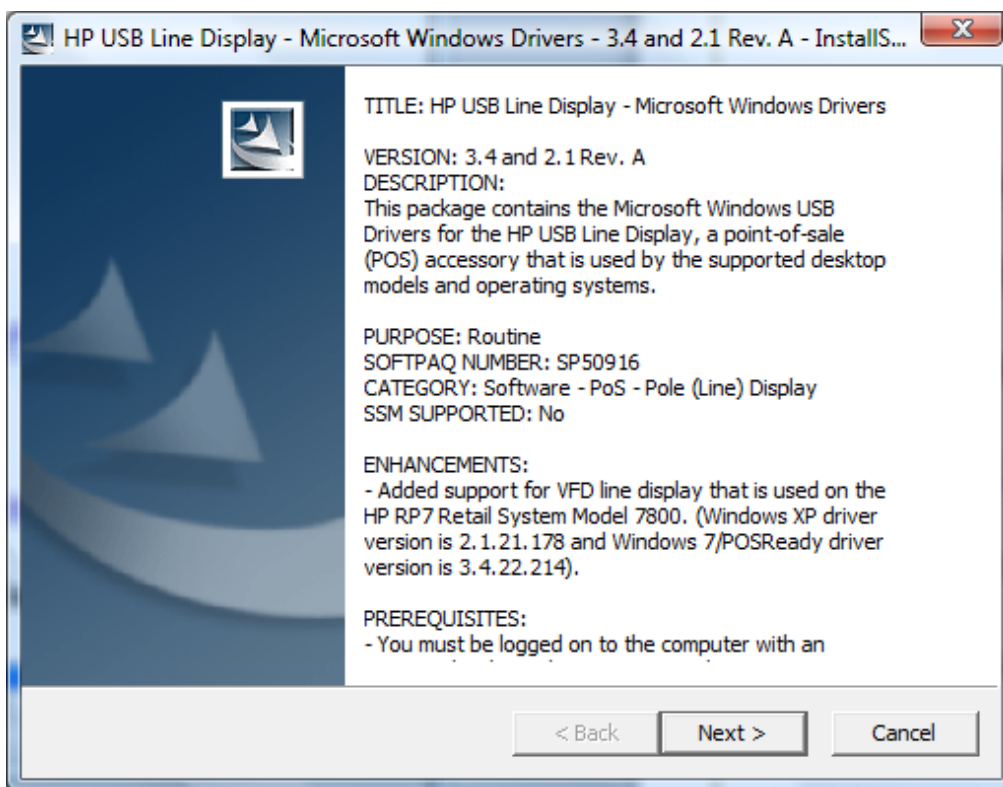 HP USB Line Display - Microsoft Windows Drivers - 3.4 and 2.1 Rev. A - InstallS...
X
TITLE: HP USB Line Display - Microsoft Windows Drivers
VERSION: 3.4 and 2.1 Rev. A
DESCRIPTION:
This package contains the Microsoft Windows USB
Drivers for the HP USB Line Display, a point-of-sale
(POS) accessory that is used by the supported desktop
models and operating systems.
PURPOSE: Routine
SOFTPAQ NUMBER: SP50916
CATEGORY: Software - PoS - Pole (Line) Display
SSM SUPPORTED: No
ENHANCEMENTS:
- Added support for VFD line display that is used on the
HP RP7 Retail System Model 7800. (Windows XP driver
version is 2.1.21.178 and Windows 7/POSReady driver
version is 3.4.22.214).
PREREQUISITES:
- You must be logged on to the computer with an
< Back
Next >
Cancel